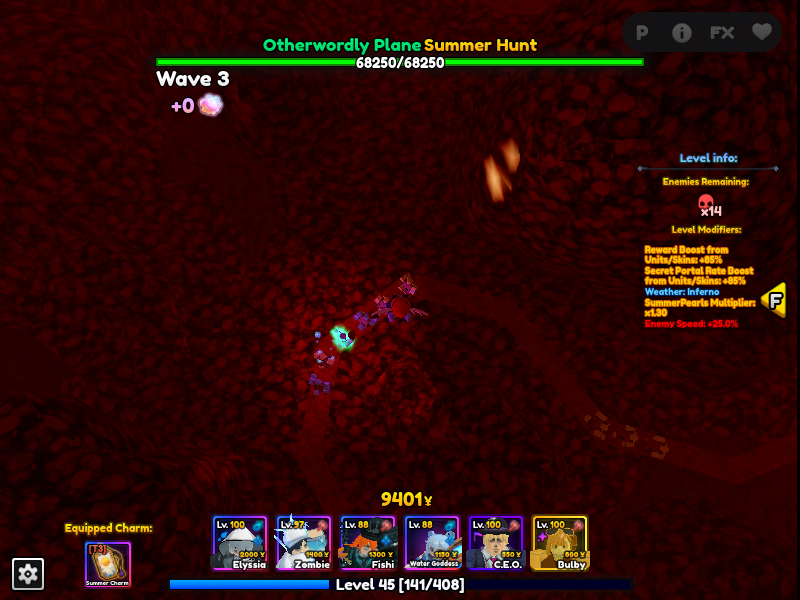 P i FX
Otherwordly Plane Summer Hunt
68250/68250
Wave 3
+0
Level info:
Enemies Remaining:
x14
Level Modifiers:
Reward Boost from
Units/Skins: +85%
Secret Portal Rate Boost
from Units/Skins: +85%
Weather: Inferno
SummerPearls Multiplier:
x1.30
Enemy Speed: +25.0%
F
9401¥
Equipped Charm:
[T3]
Summer Charm
Lv. 100
2000 ¥
Elyssia
Lv. 97
1400 ¥
Zombie
Lv. 88
1300 ¥
Fishi
Lv. 88
1150 ¥
Water Goddess
Lv. 100
550 ¥
C.E.O.
Lv. 100
800 ¥
Bulby
Level 45 [141/408]